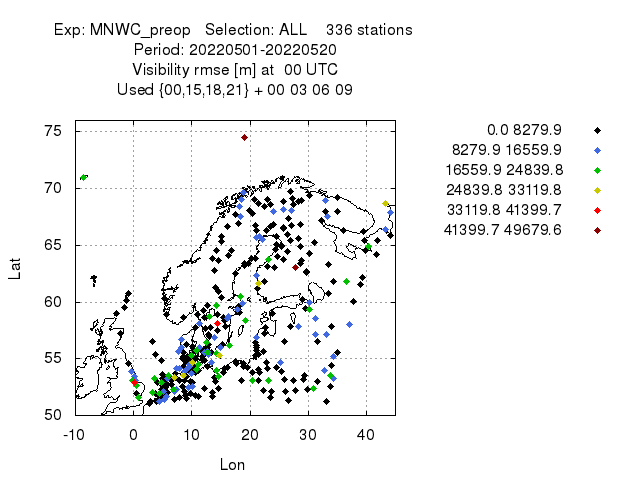 Exp: MNWC_preop Selection: ALL 336 stations
Period: 20220501-20220520
Visibility rmse [m] at 00 UTC
Used {00,15,18,21} + 00 03 06 09
0.0 8279.9
8279.9 16559.9
16559.9 24839.8
24839.8 33119.8
33119.8 41399.7
41399.7 49679.6
75
70
65
60
55
50
Lat
-10 0 10 20 30 40
Lon